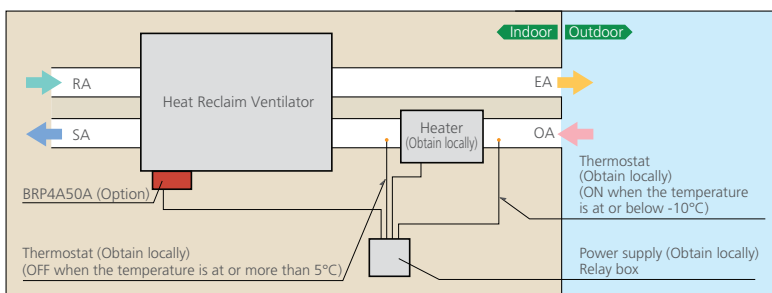 Indoor Outdoor
RA
EA
Heat Reclaim Ventilator
SA
Heater
(Obtain locally)
OA
Thermostat
(Obtain locally)
(ON when the temperature
is at or below -10°C)
BRP4A50A (Option)
Thermostat (Obtain locally)
(OFF when the temperature is at or more than 5°C)
Power supply (Obtain locally)
Relay box